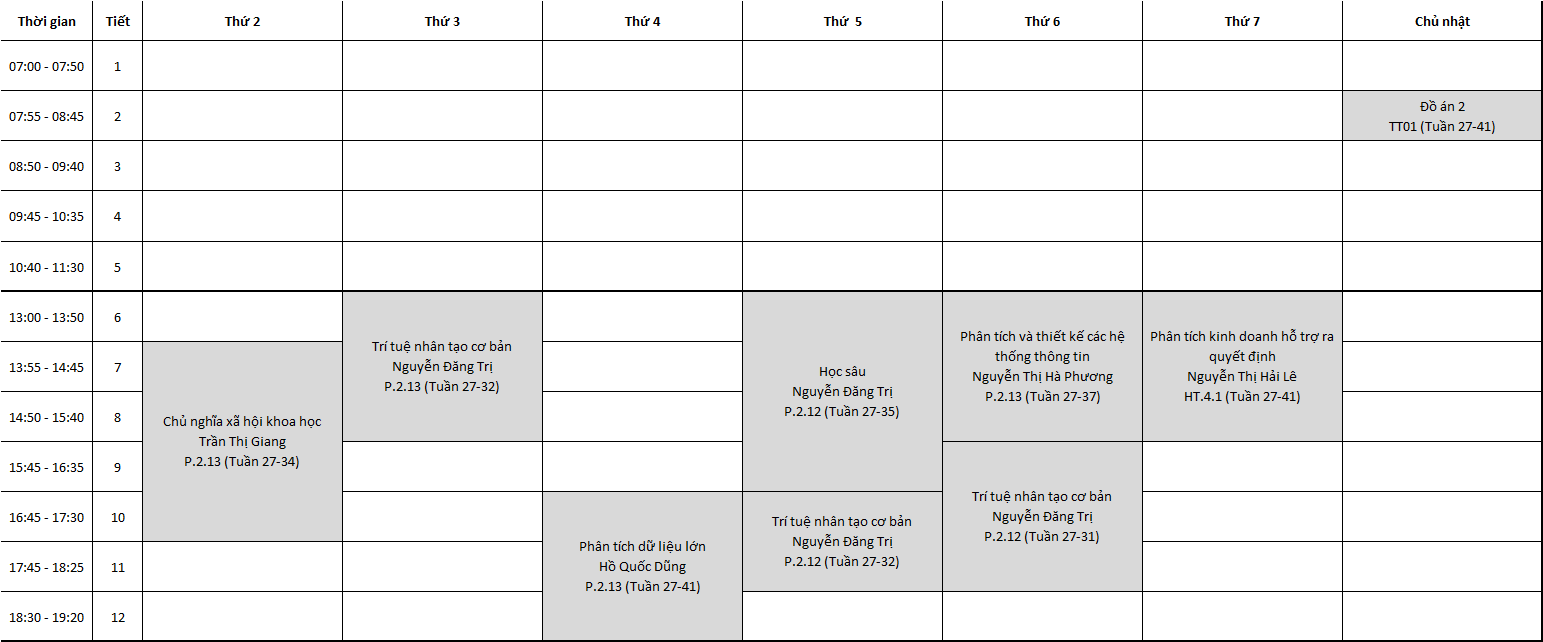 Thời gian Tiết Thứ 2 Thứ 3 Thứ 4 Thứ 5 Thứ 6 Thứ 7 Chủ nhật
07:00 - 07:50 1
07:55 - 08:45 2
Đồ án 2
TT01 (Tuần 27-41)
08:50 - 09:40 3
09:45 - 10:35 4
10:40 - 11:30 5
13:00 - 13:50 6
13:55 - 14:45 7
14:50 - 15:40 8
15:45 - 16:35 9
16:45 - 17:30 10
17:45 - 18:25 11
18:30 - 19:20 12
Chủ nghĩa xã hội khoa học
Trần Thị Giang
P.2.13 (Tuần 27-34)
Trí tuệ nhân tạo cơ bản
Nguyễn Đăng Trị
P.2.13 (Tuần 27-32)
Phân tích dữ liệu lớn
Hồ Quốc Dũng
P.2.13 (Tuần 27-41)
Học sâu
Nguyễn Đăng Trị
P.2.12 (Tuần 27-35)
Trí tuệ nhân tạo cơ bản
Nguyễn Đăng Trị
P.2.12 (Tuần 27-32)
Phân tích và thiết kế các hệ
thống thông tin
Nguyễn Thị Hà Phương
P.2.13 (Tuần 27-37)
Trí tuệ nhân tạo cơ bản
Nguyễn Đăng Trị
P.2.12 (Tuần 27-31)
Phân tích kinh doanh hỗ trợ ra
quyết định
Nguyễn Thị Hải Lê
HT.4.1 (Tuần 27-41)